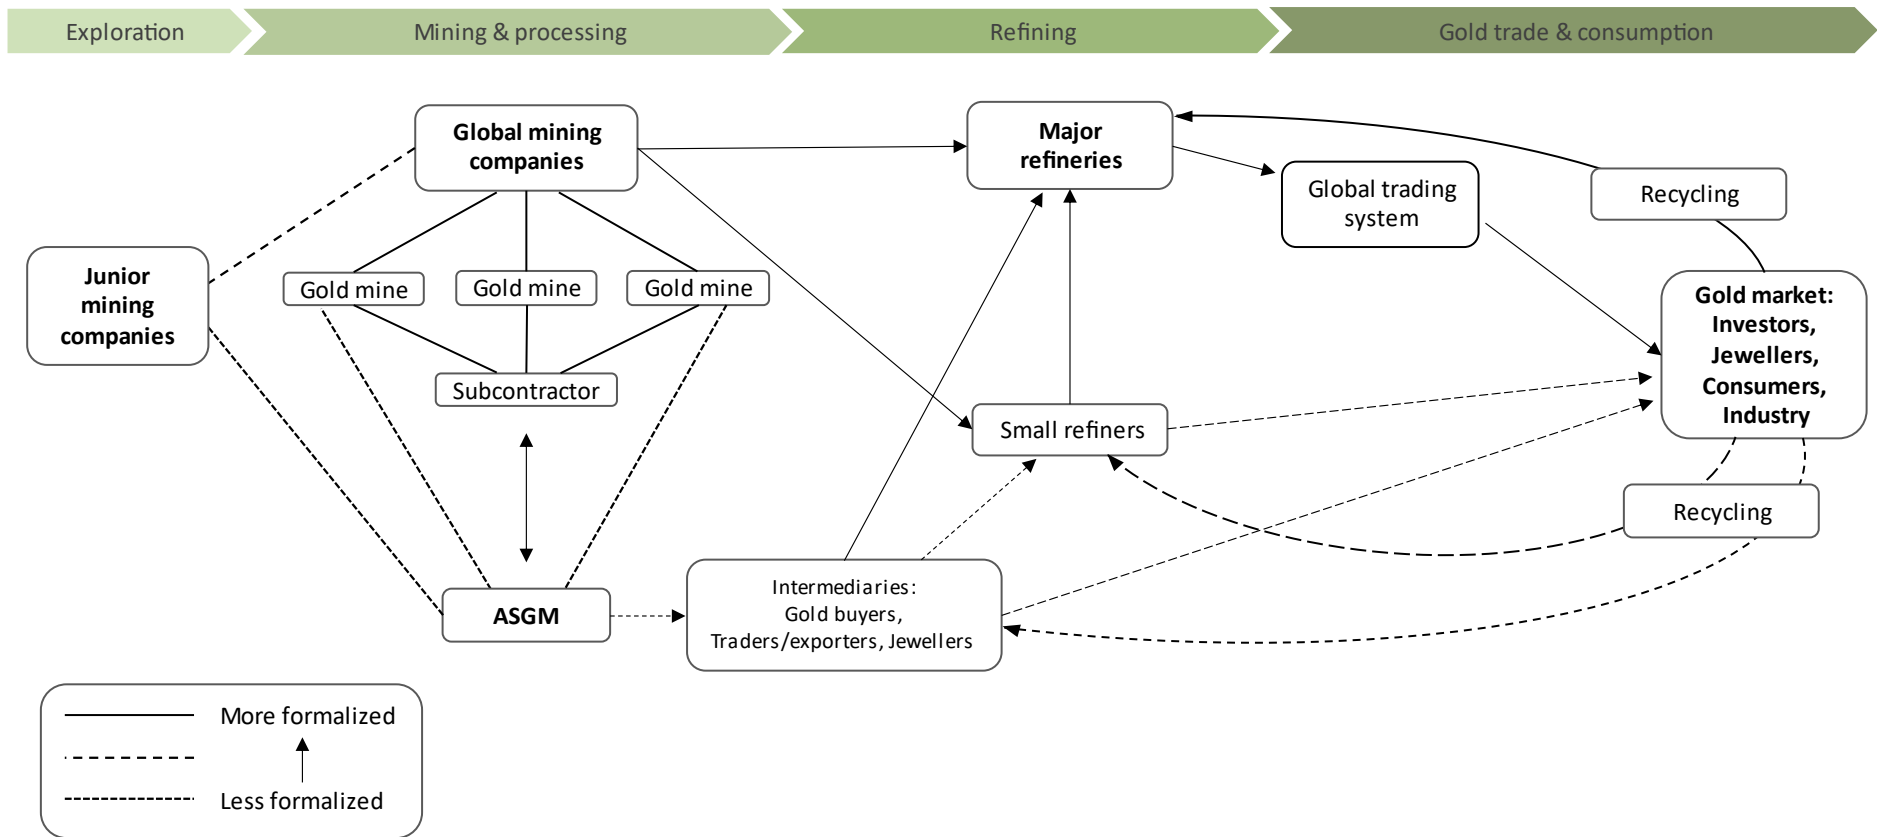 Exploration
Mining & processing
Refining
Gold trade & consumption
Global mining
companies
Major
refineries
Global trading
system
Recycling
Junior
mining
companies
Gold mine
Gold mine
Gold mine
Gold market:
Investors,
Jewellers,
Consumers,
Industry
Subcontractor
Small refiners
Recycling
ASGM
Intermediaries:
Gold buyers,
Traders/exporters, Jewellers
More formalized
Less formalized